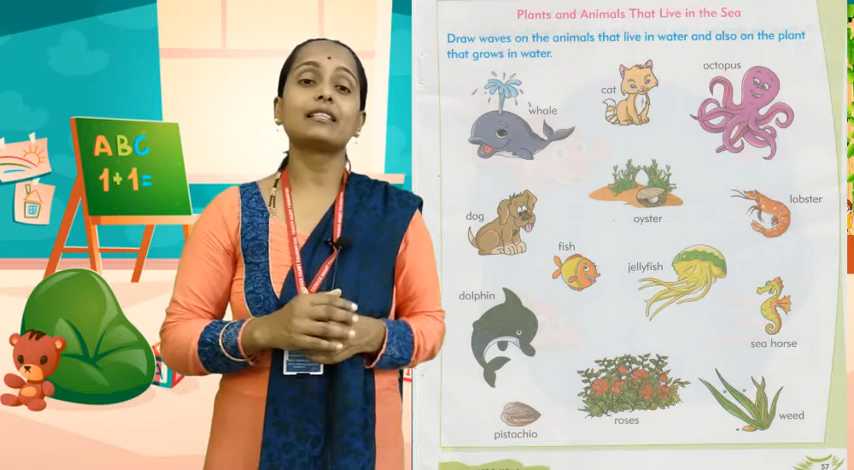 Plants and Animals That Live in the Sea
Draw waves on the animals that live in water and also on the plant
that grows in water.
octopus
cat
whale
lobster
dog
oyster
fish
jellyfish
dolphin
sea horse
roses
weed
pistachio
57
ABC
1+1=